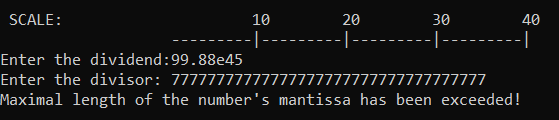 SCALE:                     10        20        30        40
                   ---------|---------|---------|---------|
Enter the dividend:99.88e45
Enter the divisor: 77777777777777777777777777777777777
Maximal length of the number's mantissa has been exceeded!